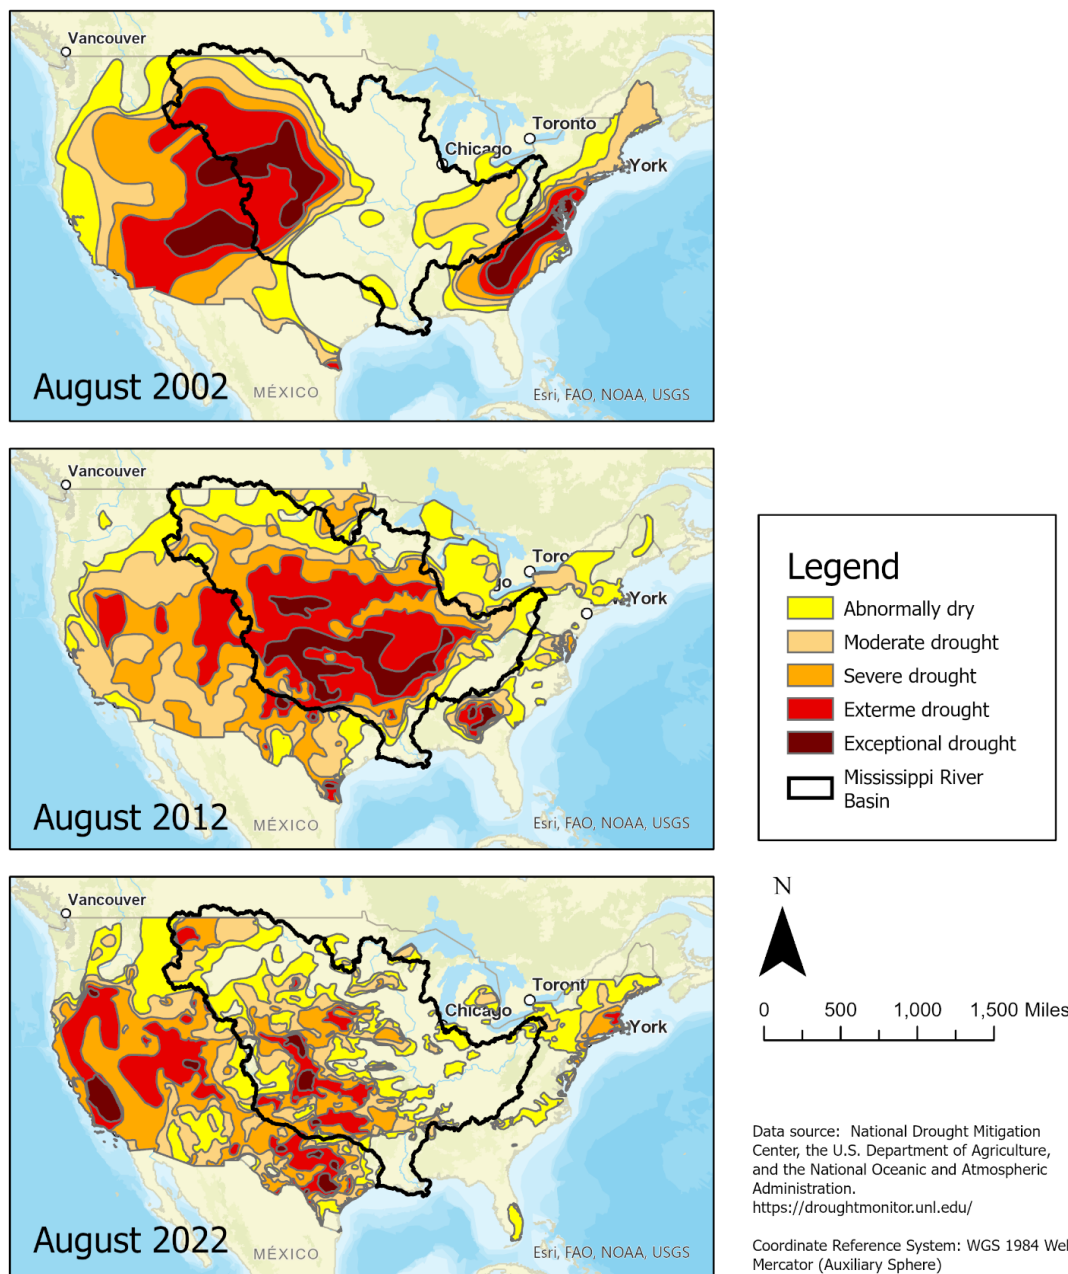 Vancouver
Toronto
Chicago
York
August 2002
MÉXICO
Esri, FAO, NOAA, USGS
Vancouver
Toro
go
York
August 2012
MÉXICO
Esri, FAO, NOAA, USGS
Legend
Abnormally dry
Moderate drought
Severe drought
Exterme drought
Exceptional drought
Mississippi River
Basin
Vancouver
Toront
Chicago
York
August 2022
MÉXICO
Esri, FAO, NOAA, USGS
N
0 500 1,000 1,500 Miles
Data source: National Drought Mitigation
Center, the U.S. Department of Agriculture,
and the National Oceanic and Atmospheric
Administration.
https://droughtmonitor.unl.edu/
Coordinate Reference System: WGS 1984 Wel
Mercator (Auxiliary Sphere)